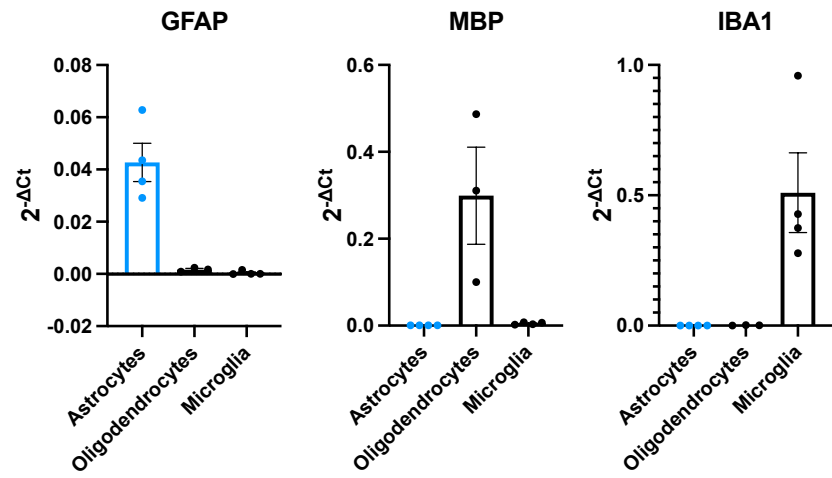 GFAP
2-ΔCt
0.08
0.06
0.04
0.02
0.00
-0.02
Astrocytes
Oligodendrocytes
Microglia
MBP
2-ΔCt
0.6
0.4
0.2
0.0
Astrocytes
Oligodendrocytes
Microglia
IBA1
2-ΔCt
1.0
0.5
0.0
Astrocytes
Oligodendrocytes
Microglia